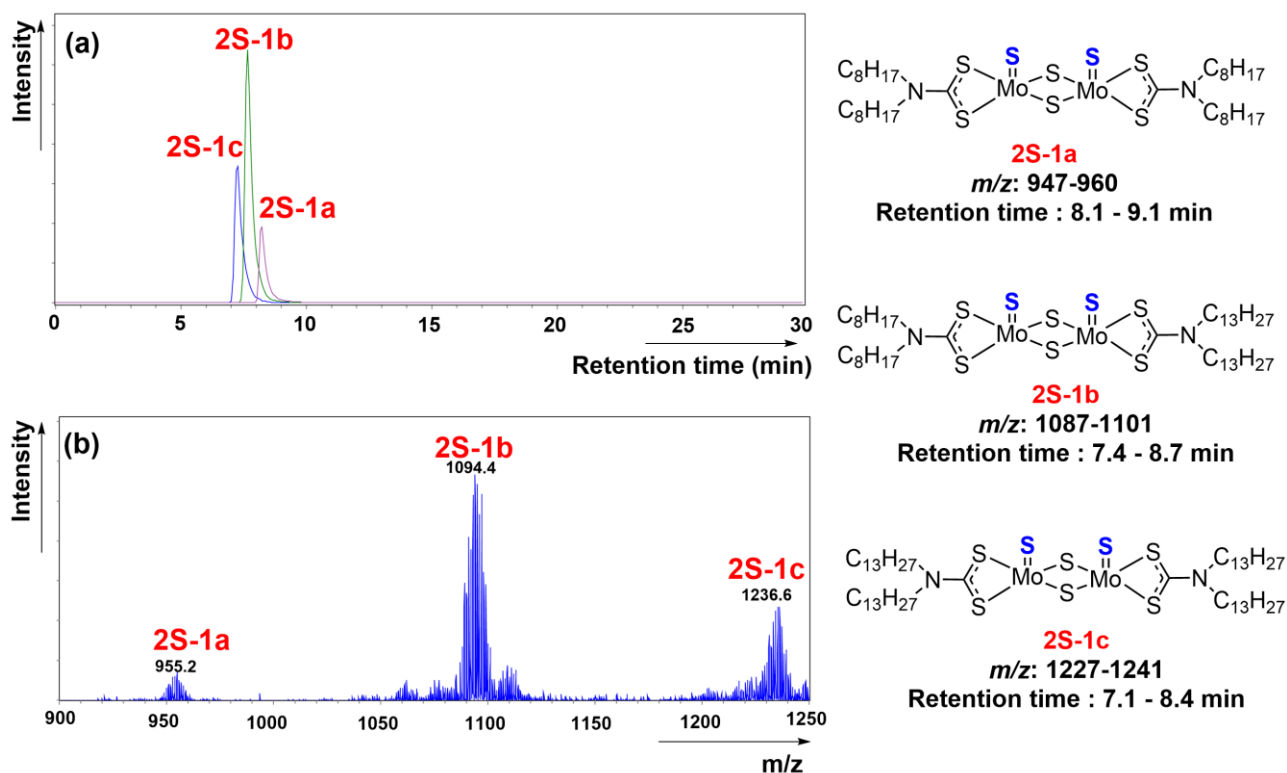 (a)
Intensity
2S-1b
2S-1c
2S-1a
0 5 10 15 20 25 30
Retention time (min)
(b)
Intensity
2S-1b
1094.4
2S-1c
1236.6
2S-1a
955.2
900 950 1000 1050 1100 1150 1200 1250
m/z
S S
C8H17 S S S C8H17
N Mo Mo N
C8H17 S S S C8H17
2S-1a
m/z: 947-960
Retention time : 8.1 - 9.1 min
S S
C8H17 S S S C13H27
N Mo Mo N
C8H17 S S S C13H27
2S-1b
m/z: 1087-1101
Retention time : 7.4 - 8.7 min
S S
C13H27 S S S C13H27
N Mo Mo N
C13H27 S S S C13H27
2S-1c
m/z: 1227-1241
Retention time : 7.1 - 8.4 min